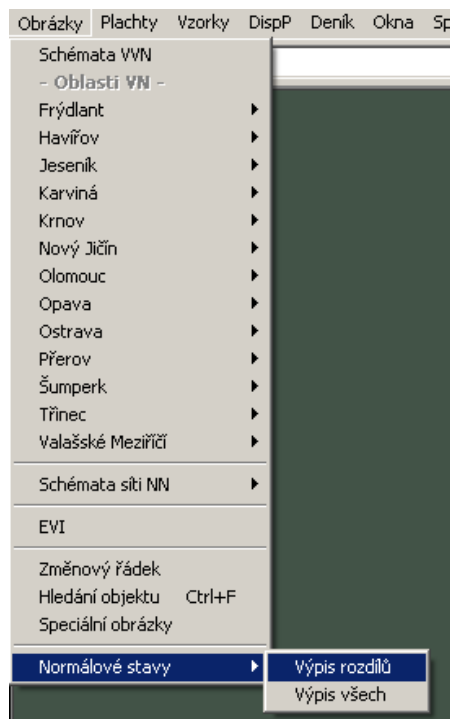 Obrázky Plachty Vzorky DispP Deník Okna Sp
Schémata VVN
- Oblasti VN -
Frýdlant
Havířov
Jeseník
Karviná
Krnov
Nový Jičín
Olomouc
Opava
Ostrava
Přerov
Šumperk
Třinec
Valašské Meziříčí
Schémata síti NN
EVI
Změnový řádek
Hledání objektu Ctrl+F
Speciální obrázky
Normálové stavy
Výpis rozdílů
Výpis všech